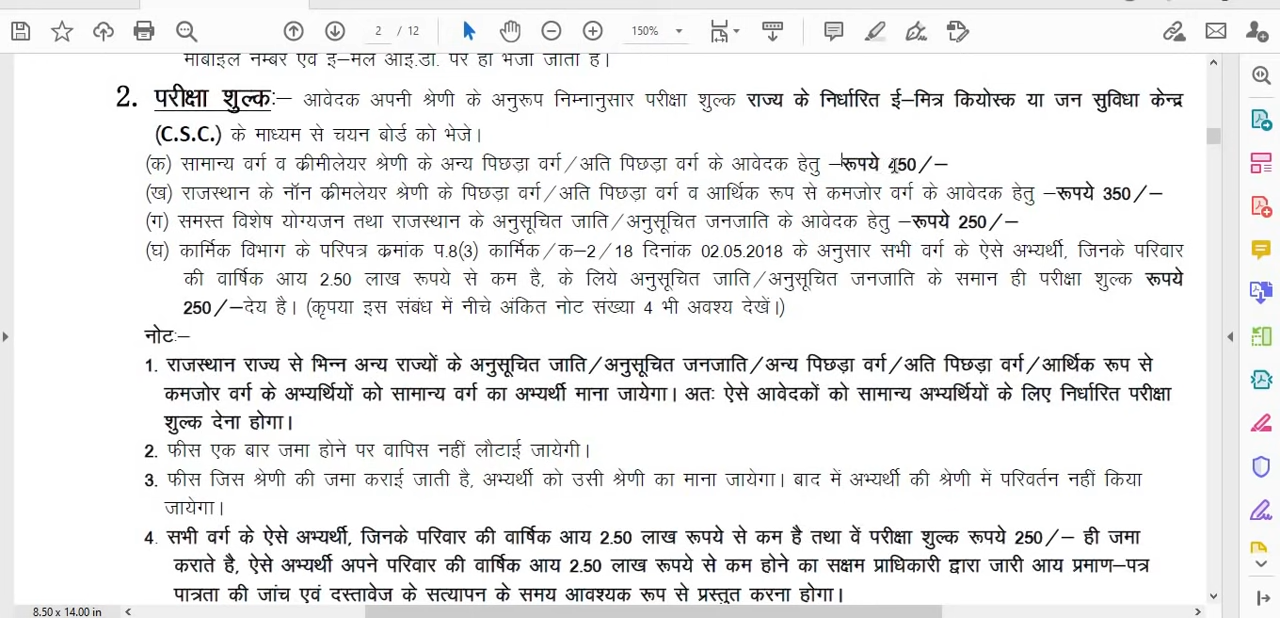 2 / 12
150%
मोबाईल नम्बर एवं ई–मेल आई.डी. पर ही भेजी जाती है।
2. परीक्षा शुल्कः– आवेदक अपनी श्रेणी के अनुरूप निम्नानुसार परीक्षा शुल्क राज्य के निर्धारित ई–मित्र कियोस्क या जन सुविधा केन्द्र
(C.S.C.) के माध्यम से चयन बोर्ड को भेजे।
(क) सामान्य वर्ग व क्रीमीलेयर श्रेणी के अन्य पिछड़ा वर्ग/अति पिछड़ा वर्ग के आवेदक हेतु –रूपये 450/–
(ख) राजस्थान के नॉन क्रीमलेयर श्रेणी के पिछड़ा वर्ग/अति पिछड़ा वर्ग व आर्थिक रूप से कमजोर वर्ग के आवेदक हेतु –रूपये 350/–
(ग) समस्त विशेष योग्यजन तथा राजस्थान के अनुसूचित जाति/अनुसूचित जनजाति के आवेदक हेतु –रूपये 250/–
(घ) कार्मिक विभाग के परिपत्र क्रमांक प.8(3) कार्मिक/क–2/18 दिनांक 02.05.2018 के अनुसार सभी वर्ग के ऐसे अभ्यर्थी, जिनके परिवार
की वार्षिक आय 2.50 लाख रूपये से कम है, के लिये अनुसूचित जाति/अनुसूचित जनजाति के समान ही परीक्षा शुल्क रूपये
250/–देय है। (कृपया इस संबंध में नीचे अंकित नोट संख्या 4 भी अवश्य देखें।)
नोटः–
1. राजस्थान राज्य से भिन्न अन्य राज्यों के अनुसूचित जाति/अनुसूचित जनजाति/अन्य पिछड़ा वर्ग/अति पिछड़ा वर्ग/आर्थिक रूप से
कमजोर वर्ग के अभ्यर्थियों को सामान्य वर्ग का अभ्यर्थी माना जायेगा। अतः ऐसे आवेदकों को सामान्य अभ्यर्थियों के लिए निर्धारित परीक्षा
शुल्क देना होगा।
2. फीस एक बार जमा होने पर वापिस नहीं लौटाई जायेगी।
3. फीस जिस श्रेणी की जमा कराई जाती है, अभ्यर्थी को उसी श्रेणी का माना जायेगा। बाद में अभ्यर्थी की श्रेणी में परिवर्तन नहीं किया
जायेगा।
4. सभी वर्ग के ऐसे अभ्यर्थी, जिनके परिवार की वार्षिक आय 2.50 लाख रूपये से कम है तथा वें परीक्षा शुल्क रूपये 250/– ही जमा
कराते है, ऐसे अभ्यर्थी अपने परिवार की वार्षिक आय 2.50 लाख रूपये से कम होने का सक्षम प्राधिकारी द्वारा जारी आय प्रमाण–पत्र
पात्रता की जांच एवं दस्तावेज के सत्यापन के समय आवश्यक रूप से प्रस्तुत करना होगा।
8.50 x 14.00 in